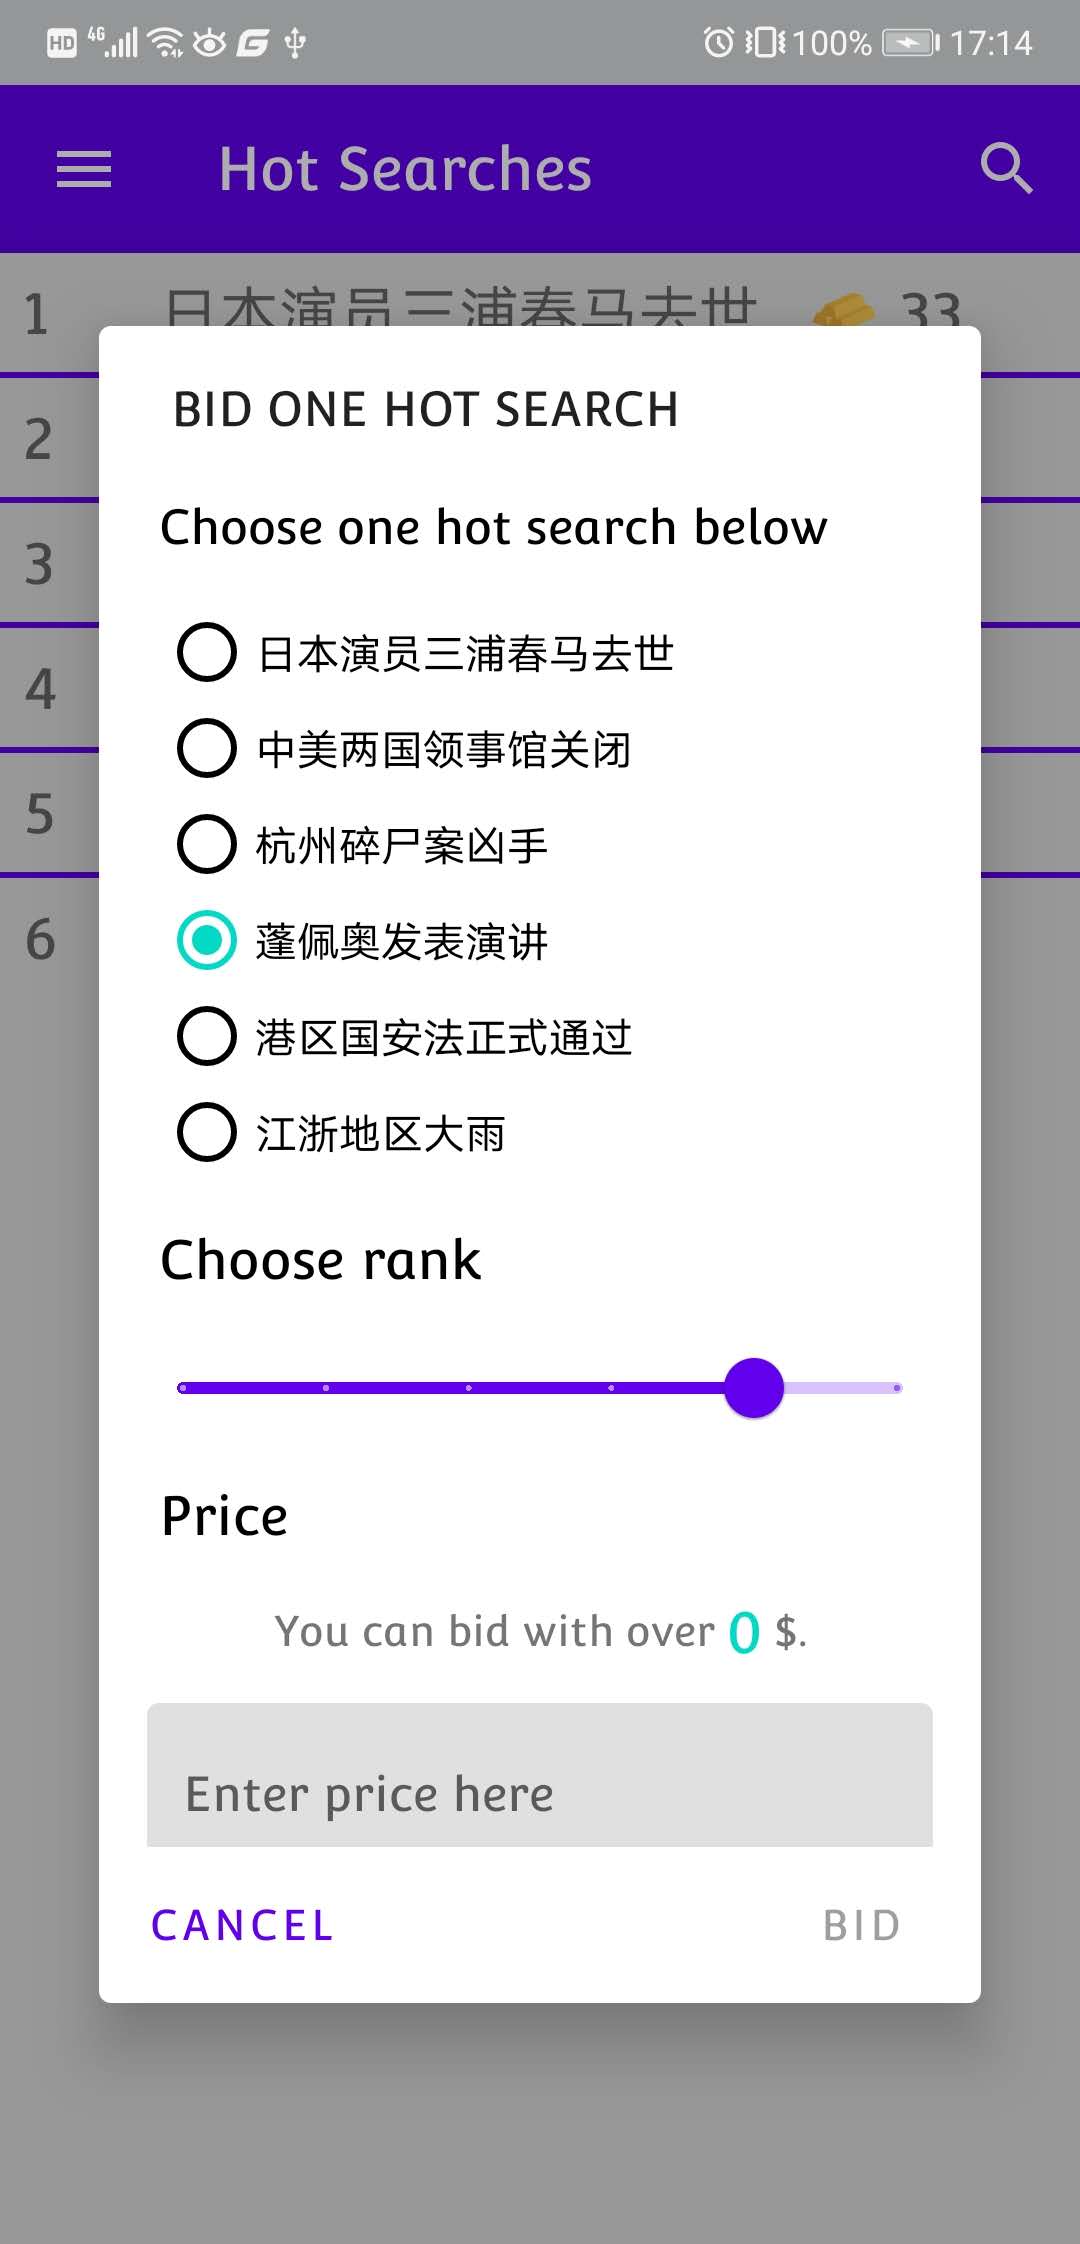 HD 4G 100% 17:14
Hot Searches
1 日本演员三浦春马去世 33
2
3
4
5
6
BID ONE HOT SEARCH
Choose one hot search below
日本演员三浦春马去世
中美两国领事馆关闭
杭州碎尸案凶手
蓬佩奥发表演讲
港区国安法正式通过
江浙地区大雨
Choose rank
Price
You can bid with over 0 $.
Enter price here
CANCEL BID